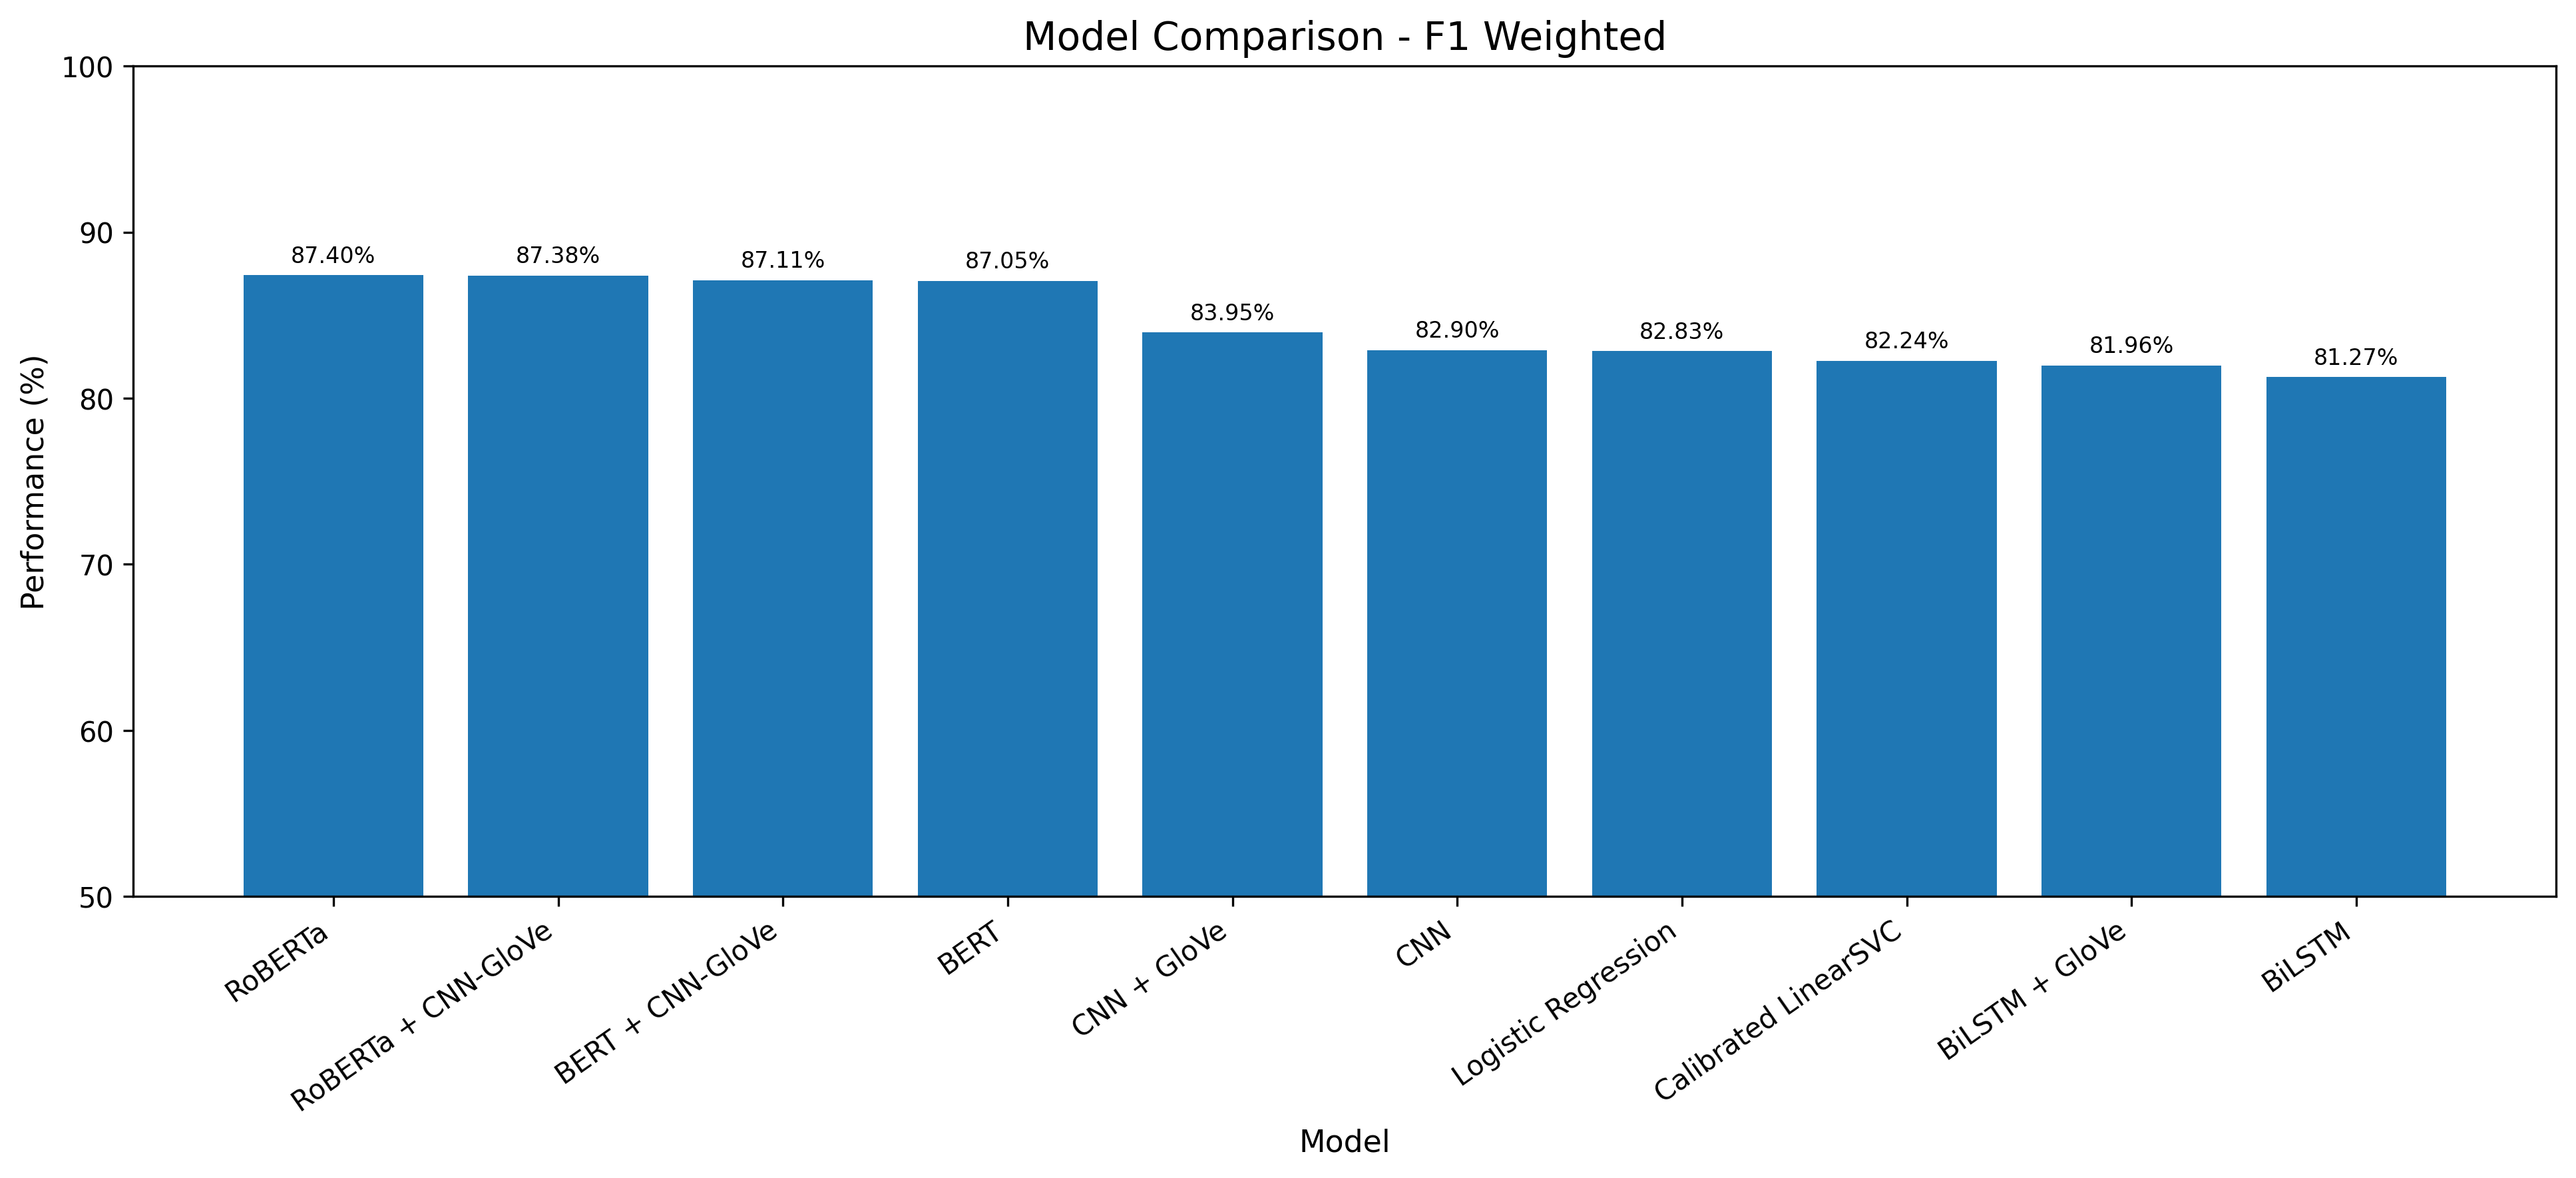 Model Comparison - F1 Weighted
Performance (%)
100
90
80
70
60
50
87.40%
87.38%
87.11%
87.05%
83.95%
82.90%
82.83%
82.24%
81.96%
81.27%
RoBERTa
RoBERTa + CNN-GloVe
BERT + CNN-GloVe
BERT
CNN + GloVe
CNN
Logistic Regression
Calibrated LinearSVC
BiLSTM + GloVe
BiLSTM
Model